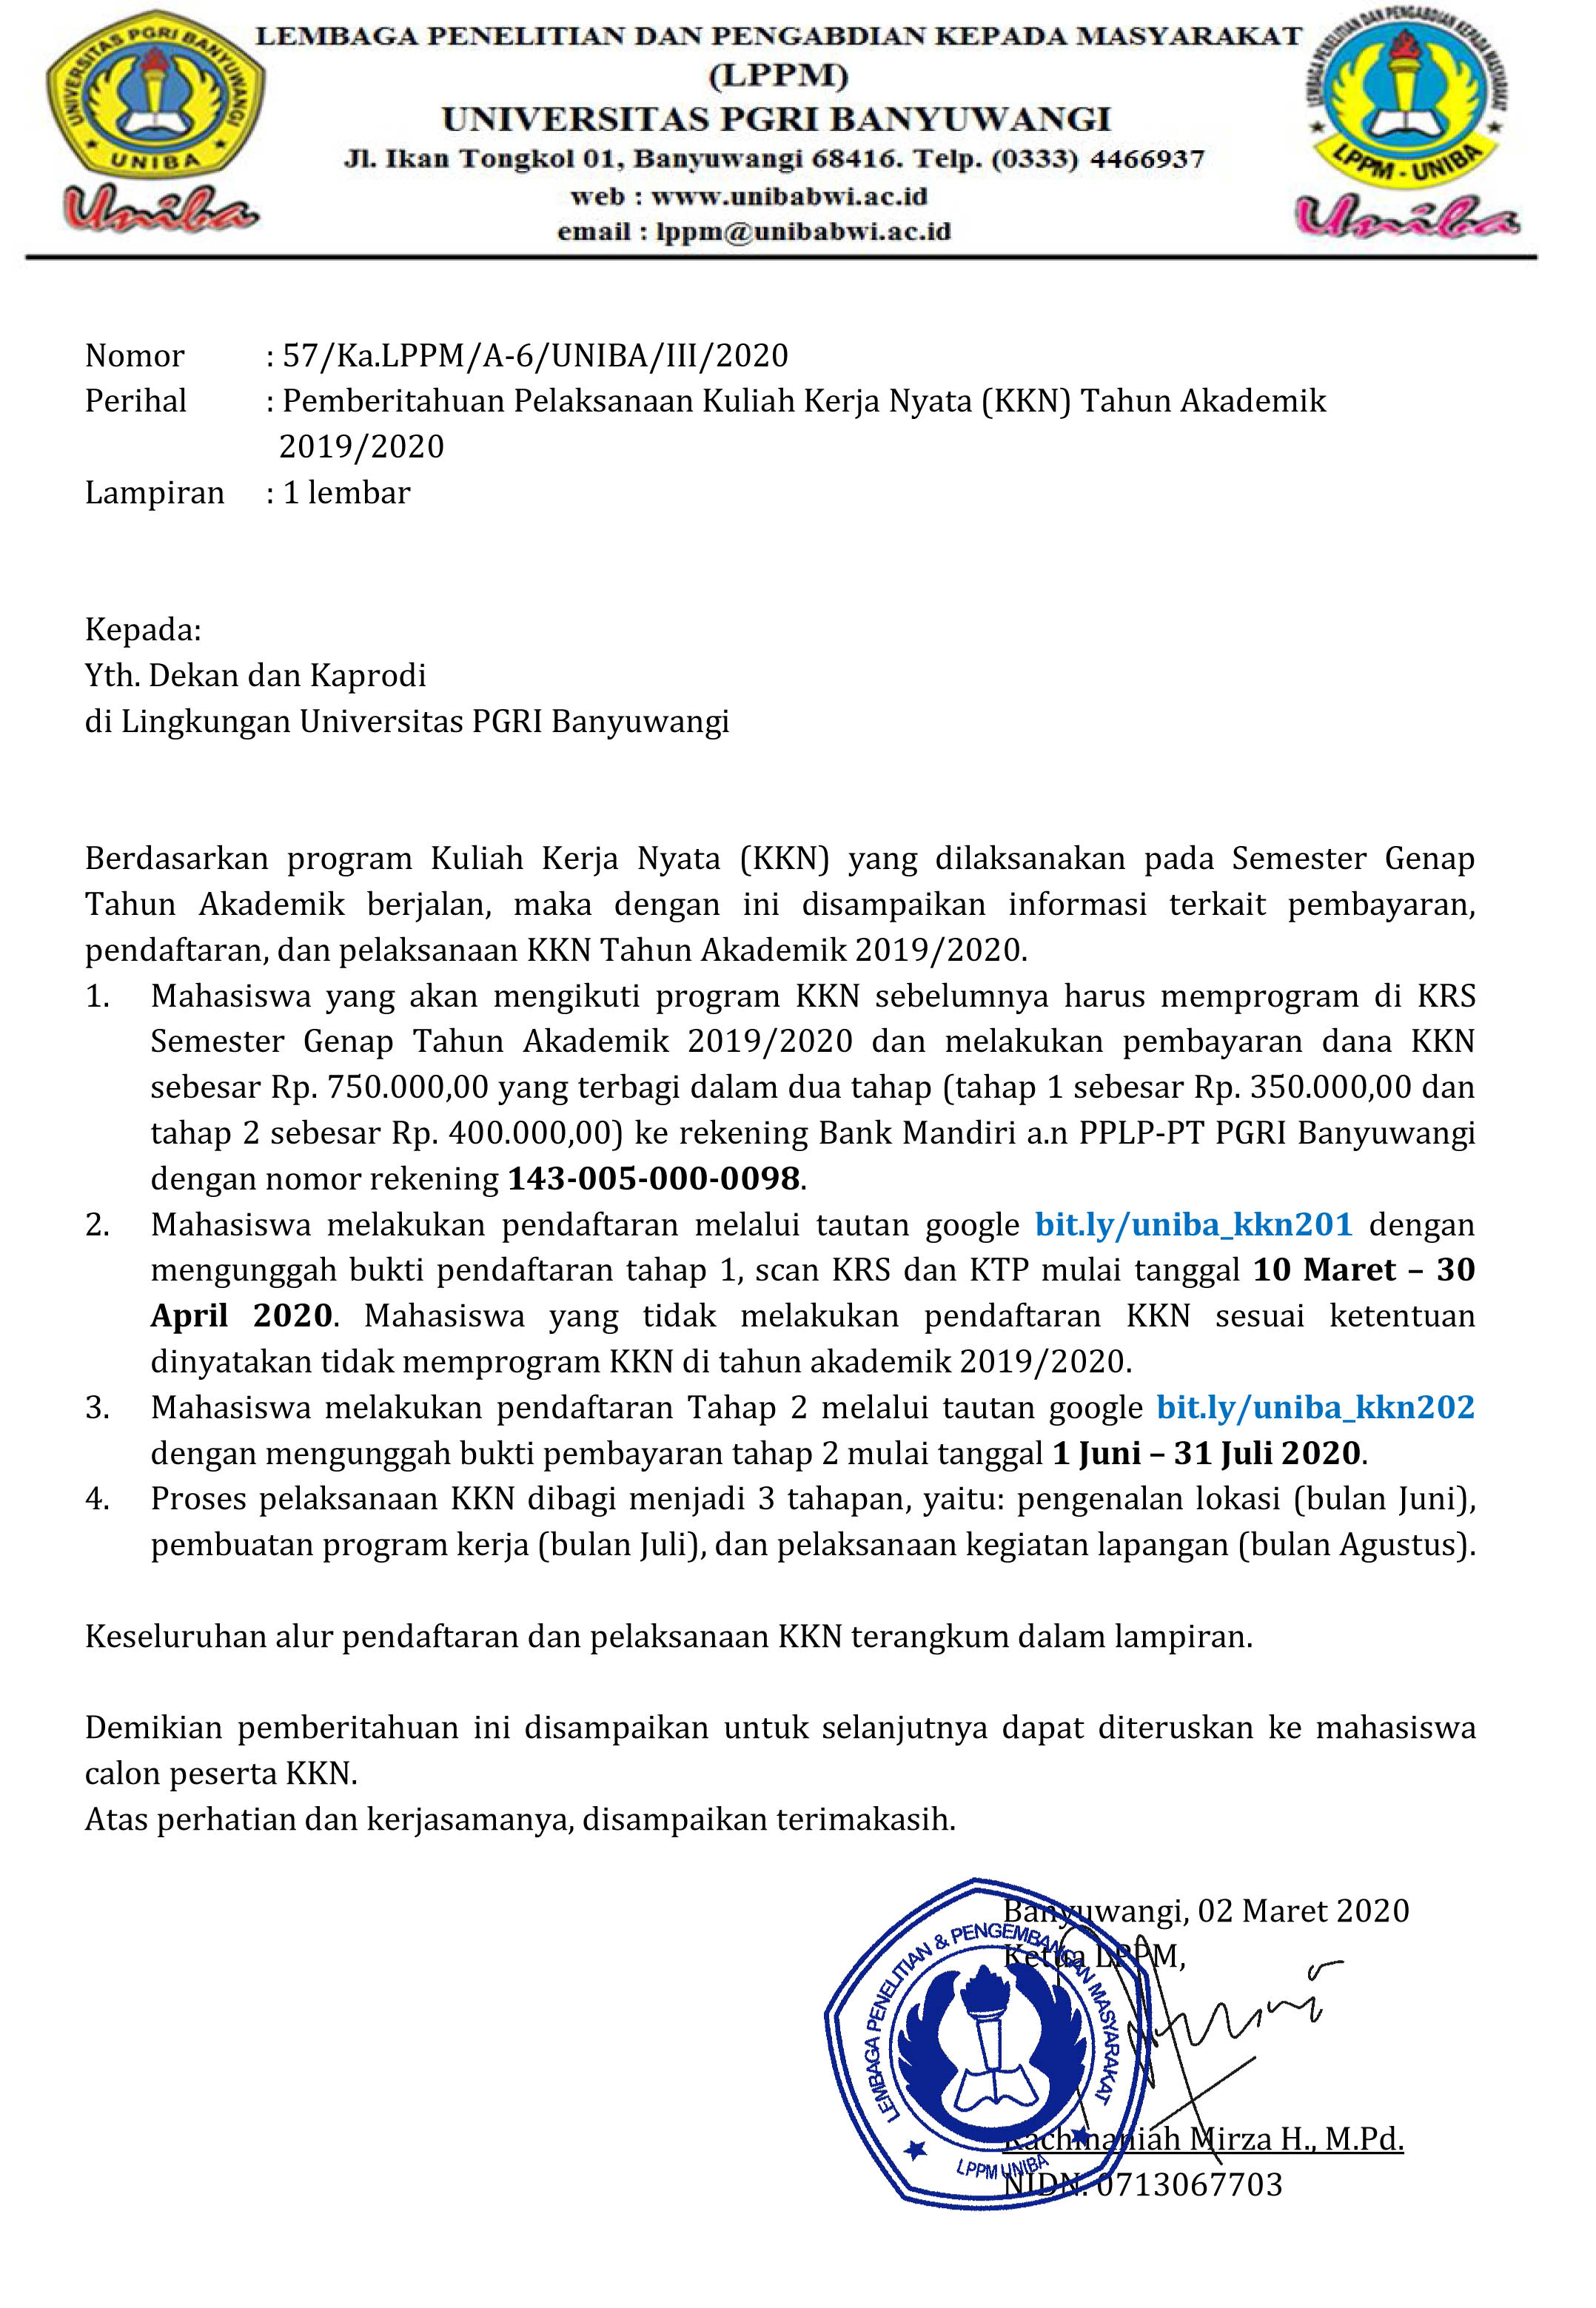 UNIVERSITAS PGRI BANYUWANGI
UNIBA
Uniba
LEMBAGA PENELITIAN DAN PENGABDIAN KEPADA MASYARAKAT
(LPPM)
UNIVERSITAS PGRI BANYUWANGI
Jl. Ikan Tongkol 01, Banyuwangi 68416. Telp. (0333) 4466937
web : www.unibabwi.ac.id
email : lppm@unibabwi.ac.id
LEMBAGA PENELITIAN DAN PENGABDIAN KEPADA MASYARAKAT
LPPM - UNIBA
Uniba
Nomor : 57/Ka.LPPM/A-6/UNIBA/III/2020
Perihal : Pemberitahuan Pelaksanaan Kuliah Kerja Nyata (KKN) Tahun Akademik
2019/2020
Lampiran : 1 lembar
Kepada:
Yth. Dekan dan Kaprodi
di Lingkungan Universitas PGRI Banyuwangi
Berdasarkan program Kuliah Kerja Nyata (KKN) yang dilaksanakan pada Semester Genap
Tahun Akademik berjalan, maka dengan ini disampaikan informasi terkait pembayaran,
pendaftaran, dan pelaksanaan KKN Tahun Akademik 2019/2020.
1. Mahasiswa yang akan mengikuti program KKN sebelumnya harus memprogram di KRS
Semester Genap Tahun Akademik 2019/2020 dan melakukan pembayaran dana KKN
sebesar Rp. 750.000,00 yang terbagi dalam dua tahap (tahap 1 sebesar Rp. 350.000,00 dan
tahap 2 sebesar Rp. 400.000,00) ke rekening Bank Mandiri a.n PPLP-PT PGRI Banyuwangi
dengan nomor rekening 143-005-000-0098.
2. Mahasiswa melakukan pendaftaran melalui tautan google bit.ly/uniba_kkn201 dengan
mengunggah bukti pendaftaran tahap 1, scan KRS dan KTP mulai tanggal 10 Maret – 30
April 2020. Mahasiswa yang tidak melakukan pendaftaran KKN sesuai ketentuan
dinyatakan tidak memprogram KKN di tahun akademik 2019/2020.
3. Mahasiswa melakukan pendaftaran Tahap 2 melalui tautan google bit.ly/uniba_kkn202
dengan mengunggah bukti pembayaran tahap 2 mulai tanggal 1 Juni – 31 Juli 2020.
4. Proses pelaksanaan KKN dibagi menjadi 3 tahapan, yaitu: pengenalan lokasi (bulan Juni),
pembuatan program kerja (bulan Juli), dan pelaksanaan kegiatan lapangan (bulan Agustus).
Keseluruhan alur pendaftaran dan pelaksanaan KKN terangkum dalam lampiran.
Demikian pemberitahuan ini disampaikan untuk selanjutnya dapat diteruskan ke mahasiswa
calon peserta KKN.
Atas perhatian dan kerjasamanya, disampaikan terimakasih.
Banyuwangi, 02 Maret 2020
Ketua LPPM,
LEMBAGA PENELITIAN & PENGEMBANGAN MASYARAKAT
LPPM UNIBA
Rachmaniah Mirza H., M.Pd.
NIDN. 0713067703